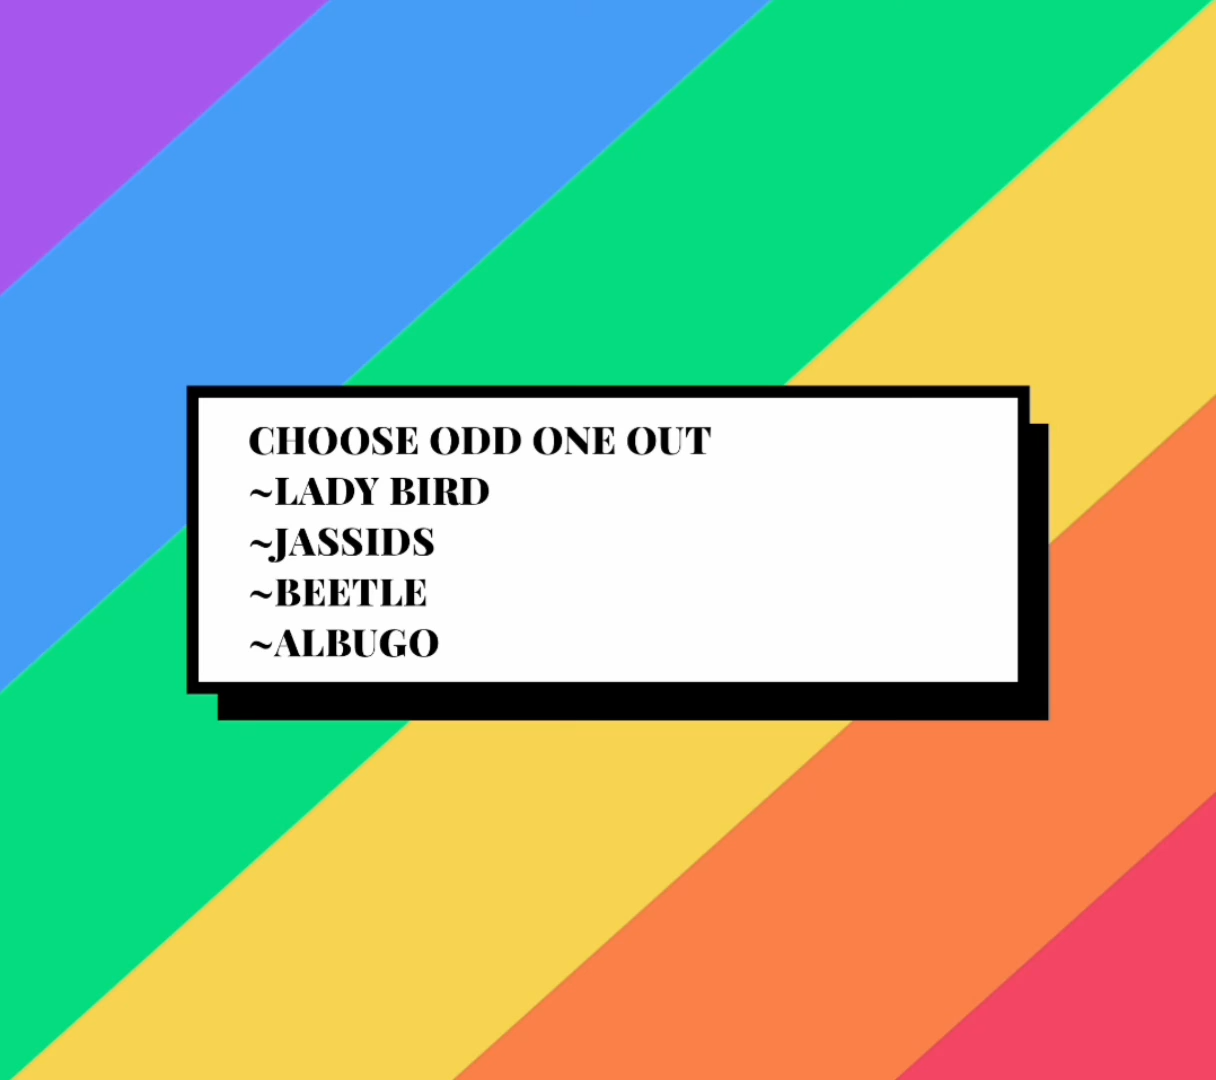 CHOOSE ODD ONE OUT
~LADY BIRD
~JASSIDS
~BEETLE
~ALBUGO